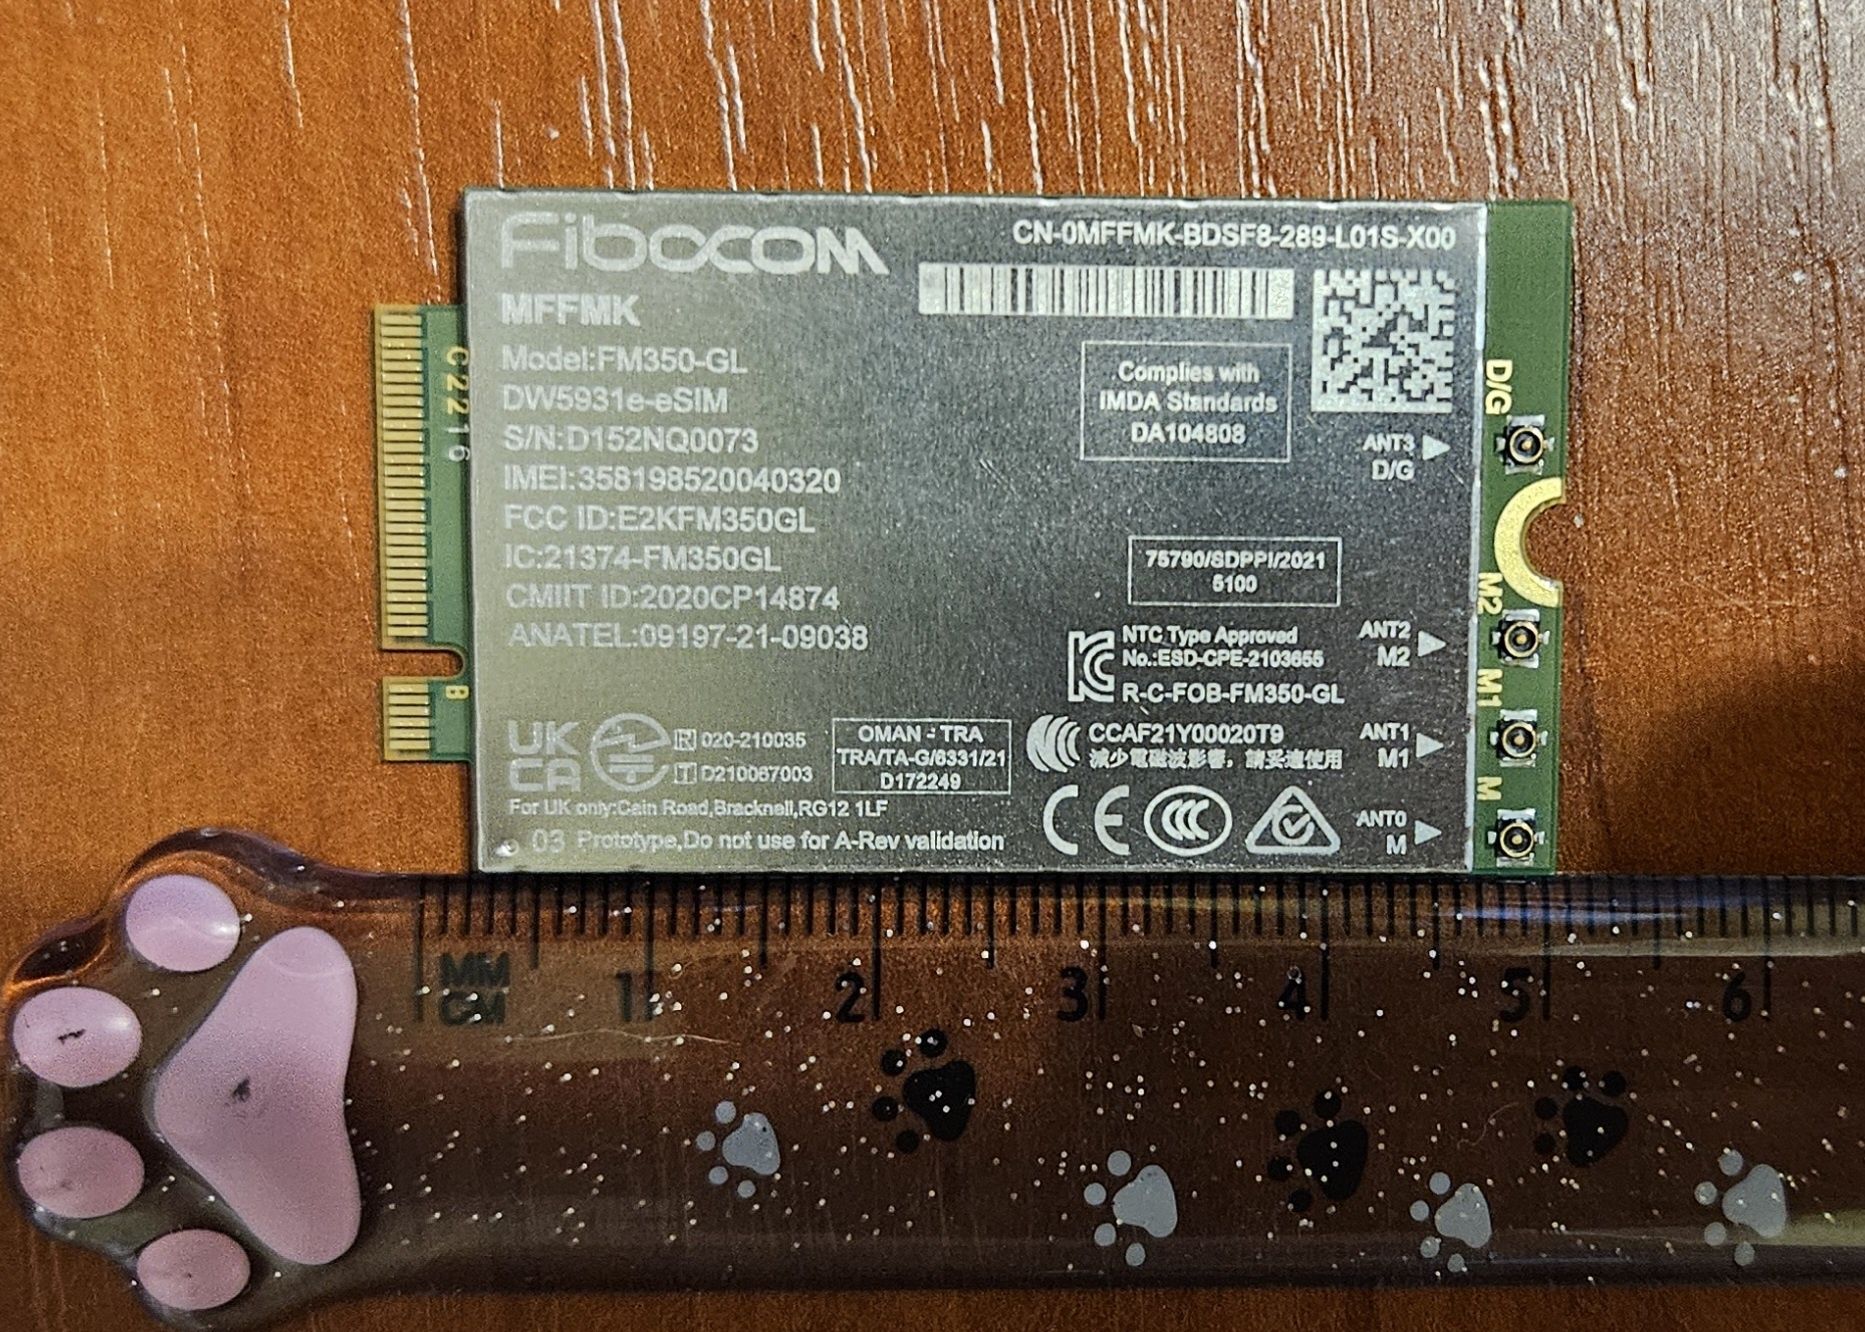 Fibocom
CN-0MFFMK-BDSF8-289-L01S-X00
MFFMK
Model:FM350-GL
DW5931e-eSIM
S/N:D152NQ0073
IMEI:358198520040320
FCC ID:E2KFM350GL
IC:21374-FM350GL
CMIIT ID:2020CP14874
ANATEL:09197-21-09038
Complies with
IMDA Standards
DA104808
75790/SDPPI/2021
5100
NTC Type Approved
No.:ESD-CPE-2103655
R-C-FOB-FM350-GL
UK
CA
R 020-210035
T D210067003
OMAN - TRA
TRA/TA-G/6331/21
D172249
CCAF21Y00020T9
減少電磁波影響，請妥適使用
For UK only:Cain Road,Bracknell,RG12 1LF
03 Prototype,Do not use for A-Rev validation
CE
CCC
ANT3
D/G
ANT2
M2
ANT1
M1
ANT0
M
D/G
M2
M1
M
C22216
B
MM
CM
1 2 3 4 5 6